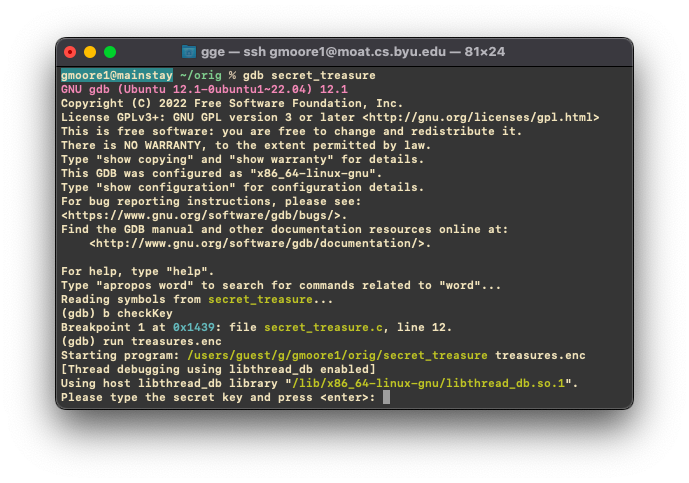 gge — ssh gmoore1@moat.cs.byu.edu — 81×24
gmoore1@mainstay ~/orig % gdb secret_treasure
GNU gdb (Ubuntu 12.1-0ubuntu1~22.04) 12.1
Copyright (C) 2022 Free Software Foundation, Inc.
License GPLv3+: GNU GPL version 3 or later <http://gnu.org/licenses/gpl.html>
This is free software: you are free to change and redistribute it.
There is NO WARRANTY, to the extent permitted by law.
Type "show copying" and "show warranty" for details.
This GDB was configured as "x86_64-linux-gnu".
Type "show configuration" for configuration details.
For bug reporting instructions, please see:
<https://www.gnu.org/software/gdb/bugs/>.
Find the GDB manual and other documentation resources online at:
    <http://www.gnu.org/software/gdb/documentation/>.

For help, type "help".
Type "apropos word" to search for commands related to "word"...
Reading symbols from secret_treasure...
(gdb) b checkKey
Breakpoint 1 at 0x1439: file secret_treasure.c, line 12.
(gdb) run treasures.enc
Starting program: /users/guest/g/gmoore1/orig/secret_treasure treasures.enc
[Thread debugging using libthread_db enabled]
Using host libthread_db library "/lib/x86_64-linux-gnu/libthread_db.so.1".
Please type the secret key and press <enter>: